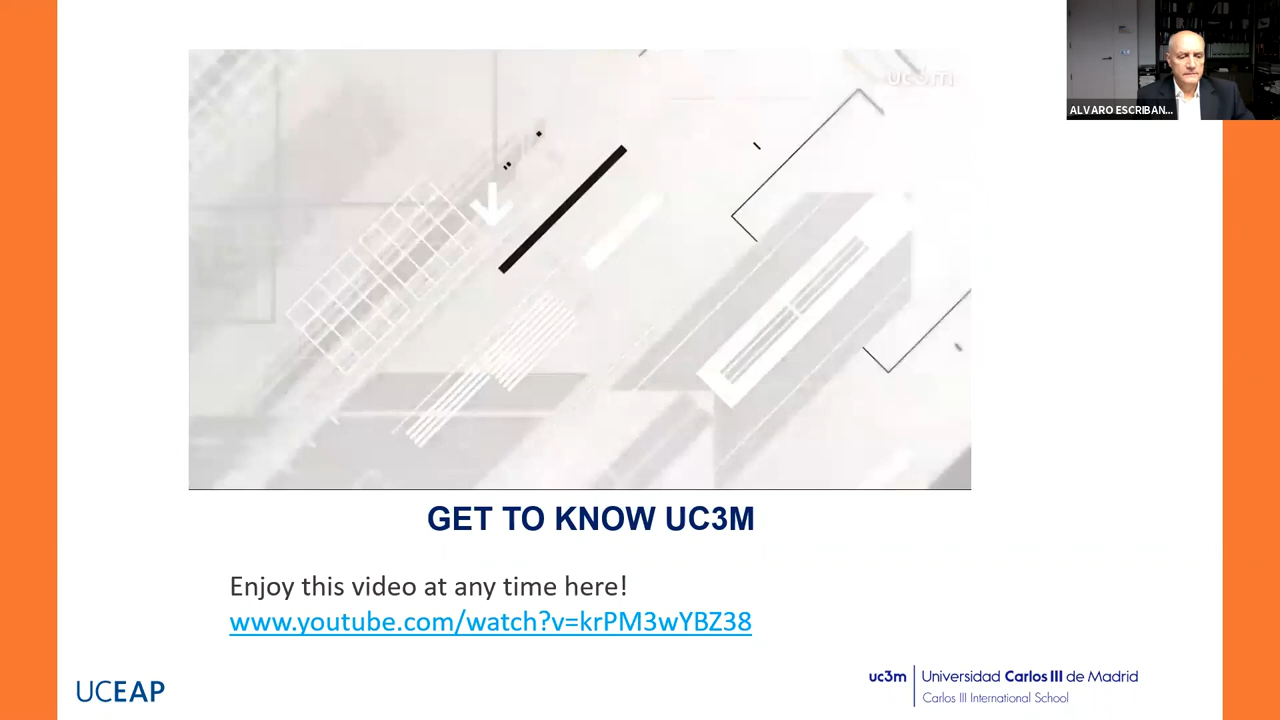 uc3m
ALVARO ESCRIBAN...
GET TO KNOW UC3M
Enjoy this video at any time here!
www.youtube.com/watch?v=krPM3wYBZ38
UCEAP
uc3m | Universidad Carlos III de Madrid
Carlos III International School